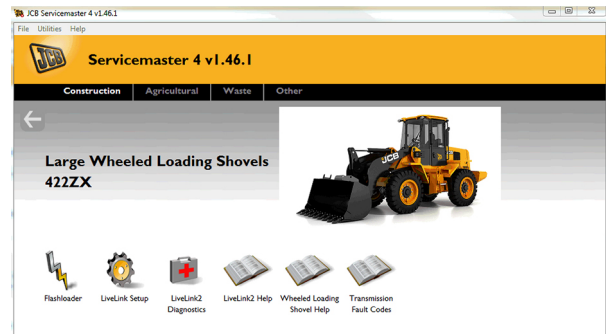 JCB Servicemaster 4 v1.46.1
File Utilities Help
JCB
Servicemaster 4 v1.46.1
Construction Agricultural Waste Other
Large Wheeled Loading Shovels
422ZX
JCB
Flashloader LiveLink Setup LiveLink2 Diagnostics LiveLink2 Help Wheeled Loading Shovel Help Transmission Fault Codes